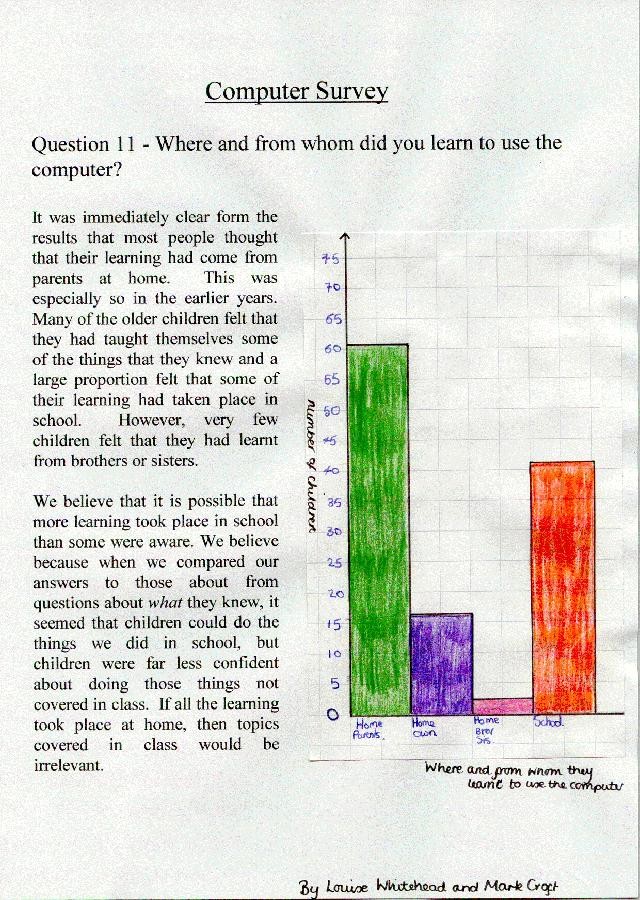 Computer Survey
Question 11 - Where and from whom did you learn to use the
computer?
It was immediately clear form the
results that most people thought
that their learning had come from
parents at home. This was
especially so in the earlier years.
Many of the older children felt that
they had taught themselves some
of the things that they knew and a
large proportion felt that some of
their learning had taken place in
school. However, very few
children felt that they had learnt
from brothers or sisters.
We believe that it is possible that
more learning took place in school
than some were aware. We believe
because when we compared our
answers to those about from
questions about what they knew, it
seemed that children could do the
things we did in school, but
children were far less confident
about doing those things not
covered in class. If all the learning
took place at home, then topics
covered in class would be
irrelevant.
75
70
65
60
55
50
45
40
35
30
25
20
15
10
5
0
number of children
Home Parents.
Home Own
Home Bro/ Sis.
School.
Where and from whom they
learnt to use the computer
By Louise Whitehead and Mark Croft